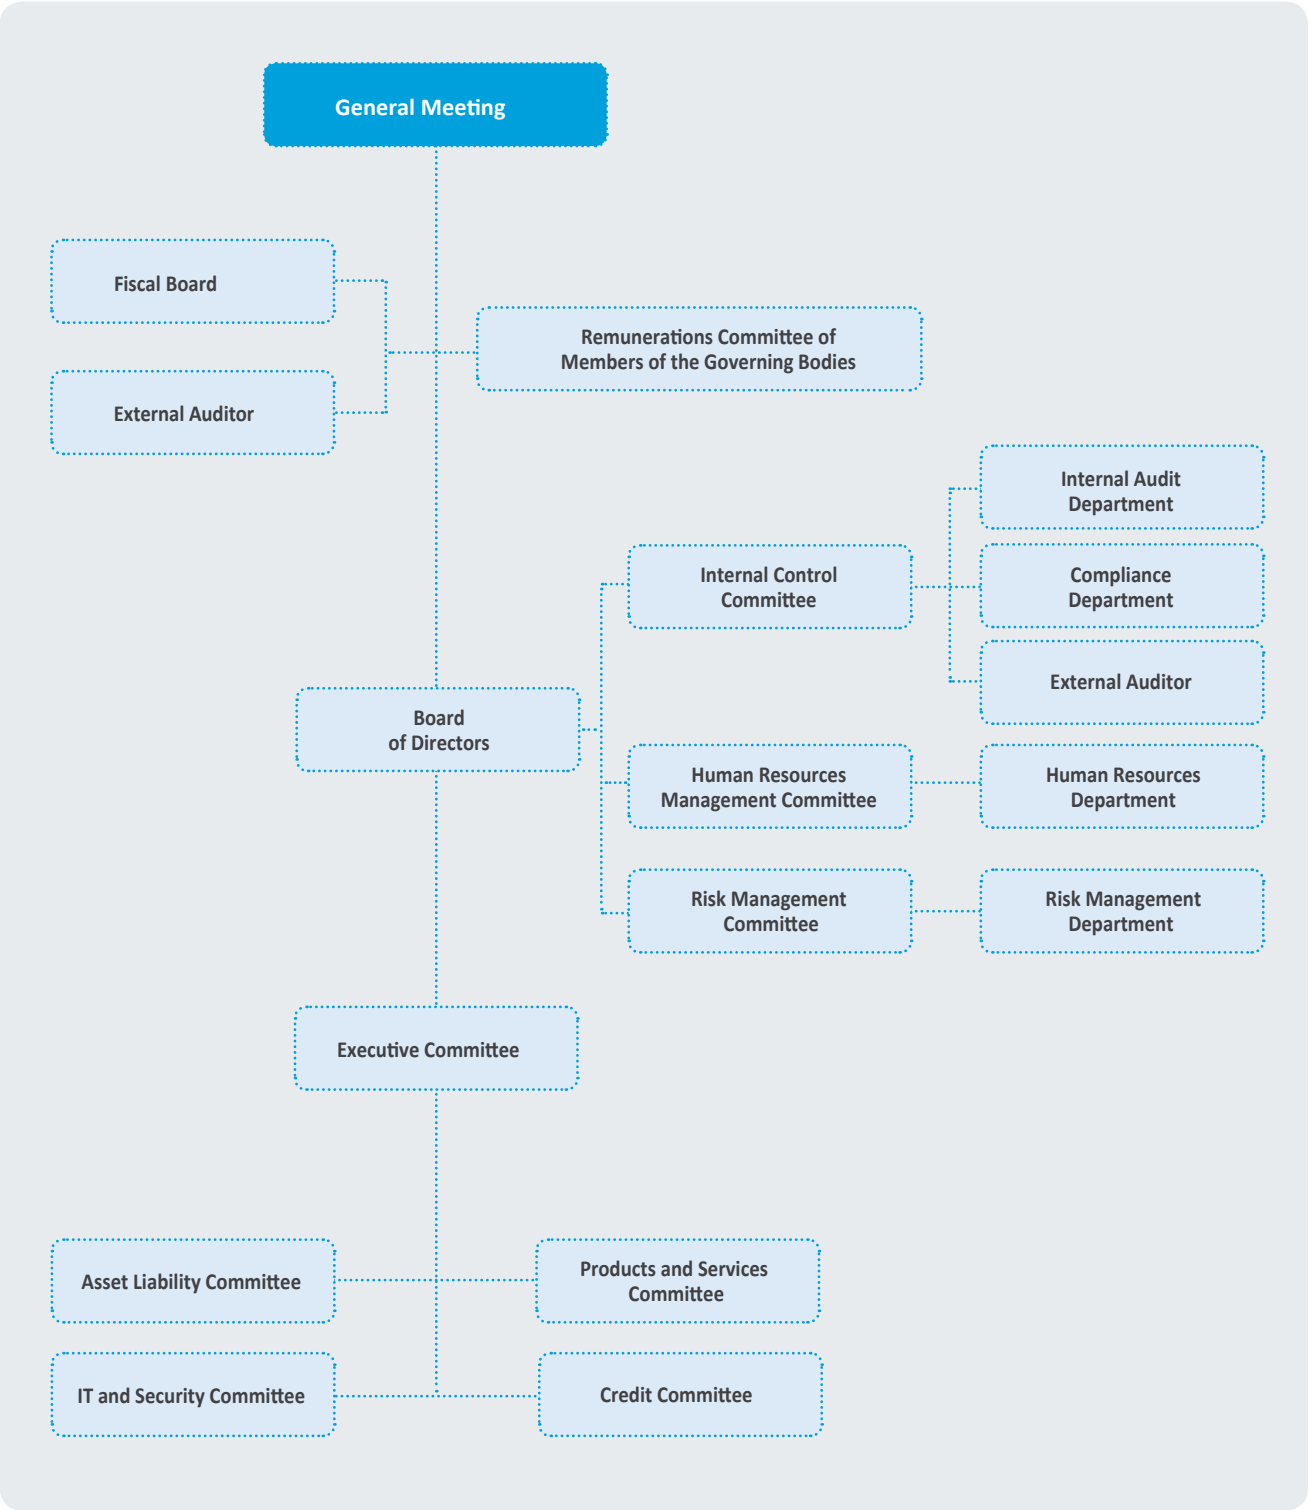 General Meeting
Fiscal Board
Remunerations Committee of
Members of the Governing Bodies
External Auditor
Internal Audit
Department
Internal Control
Committee
Compliance
Department
External Auditor
Board
of Directors
Human Resources
Management Committee
Human Resources
Department
Risk Management
Committee
Risk Management
Department
Executive Committee
Asset Liability Committee
Products and Services
Committee
IT and Security Committee
Credit Committee